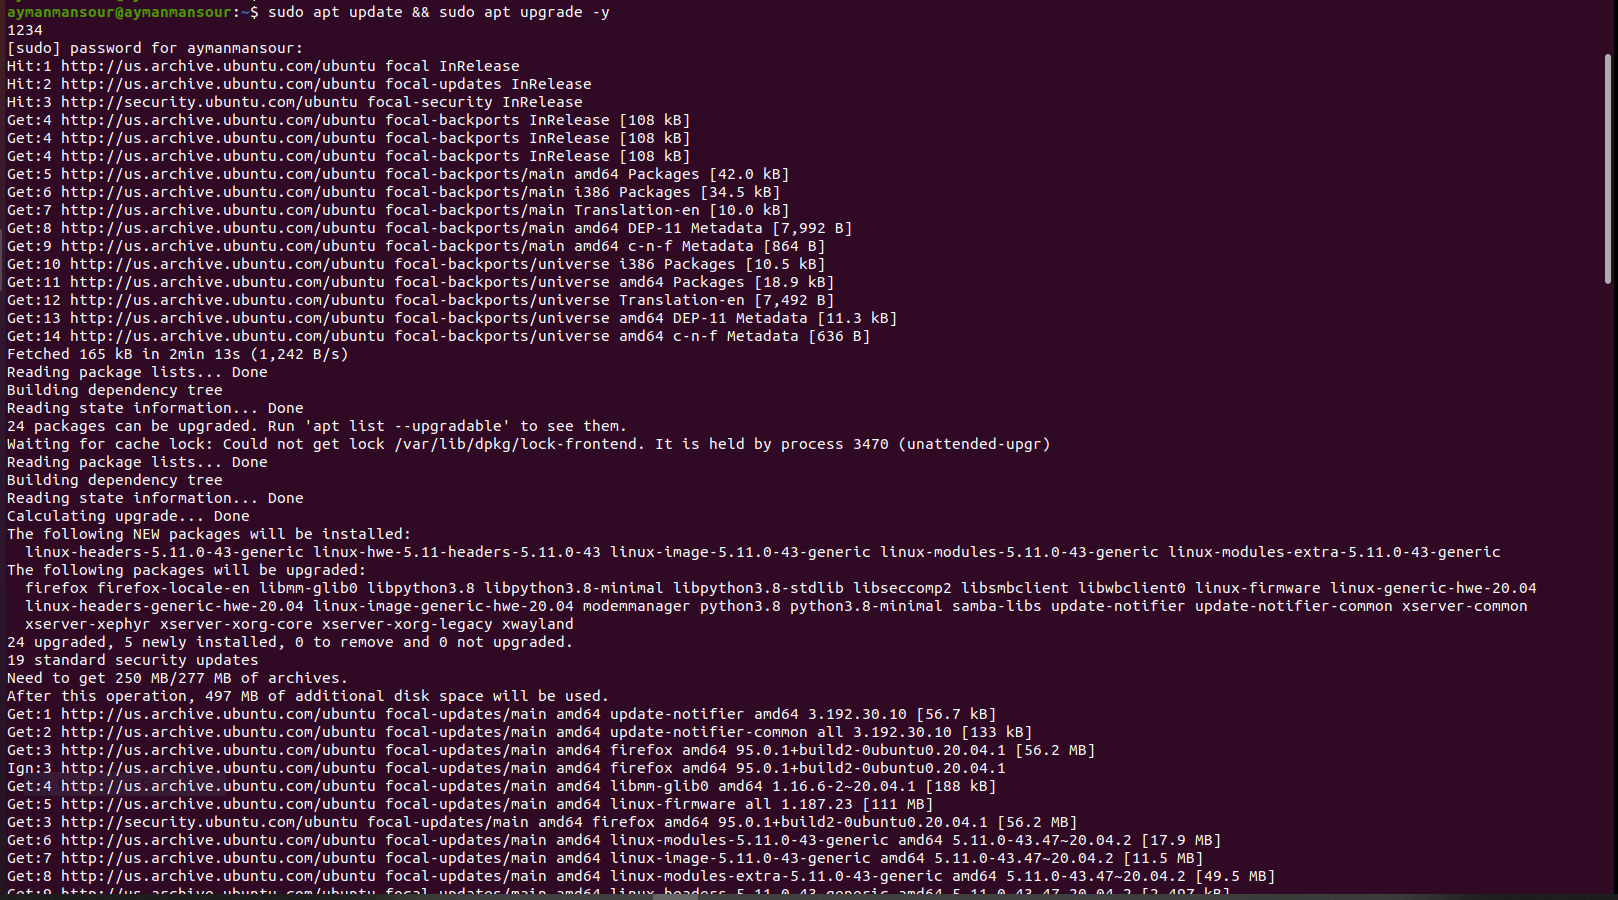 aymanmansour@aymanmansour:~$ sudo apt update && sudo apt upgrade -y
1234
[sudo] password for aymanmansour:
Hit:1 http://us.archive.ubuntu.com/ubuntu focal InRelease
Hit:2 http://us.archive.ubuntu.com/ubuntu focal-updates InRelease
Hit:3 http://security.ubuntu.com/ubuntu focal-security InRelease
Get:4 http://us.archive.ubuntu.com/ubuntu focal-backports InRelease [108 kB]
Get:4 http://us.archive.ubuntu.com/ubuntu focal-backports InRelease [108 kB]
Get:4 http://us.archive.ubuntu.com/ubuntu focal-backports InRelease [108 kB]
Get:5 http://us.archive.ubuntu.com/ubuntu focal-backports/main amd64 Packages [42.0 kB]
Get:6 http://us.archive.ubuntu.com/ubuntu focal-backports/main i386 Packages [34.5 kB]
Get:7 http://us.archive.ubuntu.com/ubuntu focal-backports/main Translation-en [10.0 kB]
Get:8 http://us.archive.ubuntu.com/ubuntu focal-backports/main amd64 DEP-11 Metadata [7,992 B]
Get:9 http://us.archive.ubuntu.com/ubuntu focal-backports/main amd64 c-n-f Metadata [864 B]
Get:10 http://us.archive.ubuntu.com/ubuntu focal-backports/universe i386 Packages [10.5 kB]
Get:11 http://us.archive.ubuntu.com/ubuntu focal-backports/universe amd64 Packages [18.9 kB]
Get:12 http://us.archive.ubuntu.com/ubuntu focal-backports/universe Translation-en [7,492 B]
Get:13 http://us.archive.ubuntu.com/ubuntu focal-backports/universe amd64 DEP-11 Metadata [11.3 kB]
Get:14 http://us.archive.ubuntu.com/ubuntu focal-backports/universe amd64 c-n-f Metadata [636 B]
Fetched 165 kB in 2min 13s (1,242 B/s)
Reading package lists... Done
Building dependency tree
Reading state information... Done
24 packages can be upgraded. Run 'apt list --upgradable' to see them.
Waiting for cache lock: Could not get lock /var/lib/dpkg/lock-frontend. It is held by process 3470 (unattended-upgr)
Reading package lists... Done
Building dependency tree
Reading state information... Done
Calculating upgrade... Done
The following NEW packages will be installed:
linux-headers-5.11.0-43-generic linux-hwe-5.11-headers-5.11.0-43 linux-image-5.11.0-43-generic linux-modules-5.11.0-43-generic linux-modules-extra-5.11.0-43-generic
The following packages will be upgraded:
firefox firefox-locale-en libmm-glib0 libpython3.8 libpython3.8-minimal libpython3.8-stdlib libseccomp2 libsmbclient libwbclient0 linux-firmware linux-generic-hwe-20.04
linux-headers-generic-hwe-20.04 linux-image-generic-hwe-20.04 modemmanager python3.8 python3.8-minimal samba-libs update-notifier update-notifier-common xserver-common
xserver-xephyr xserver-xorg-core xserver-xorg-legacy xwayland
24 upgraded, 5 newly installed, 0 to remove and 0 not upgraded.
19 standard security updates
Need to get 250 MB/277 MB of archives.
After this operation, 497 MB of additional disk space will be used.
Get:1 http://us.archive.ubuntu.com/ubuntu focal-updates/main amd64 update-notifier amd64 3.192.30.10 [56.7 kB]
Get:2 http://us.archive.ubuntu.com/ubuntu focal-updates/main amd64 update-notifier-common all 3.192.30.10 [133 kB]
Get:3 http://us.archive.ubuntu.com/ubuntu focal-updates/main amd64 firefox amd64 95.0.1+build2-0ubuntu0.20.04.1 [56.2 MB]
Ign:3 http://us.archive.ubuntu.com/ubuntu focal-updates/main amd64 firefox amd64 95.0.1+build2-0ubuntu0.20.04.1
Get:4 http://us.archive.ubuntu.com/ubuntu focal-updates/main amd64 libmm-glib0 amd64 1.16.6-2~20.04.1 [188 kB]
Get:5 http://us.archive.ubuntu.com/ubuntu focal-updates/main amd64 linux-firmware all 1.187.23 [111 MB]
Get:3 http://security.ubuntu.com/ubuntu focal-updates/main amd64 firefox amd64 95.0.1+build2-0ubuntu0.20.04.1 [56.2 MB]
Get:6 http://us.archive.ubuntu.com/ubuntu focal-updates/main amd64 linux-modules-5.11.0-43-generic amd64 5.11.0-43.47~20.04.2 [17.9 MB]
Get:7 http://us.archive.ubuntu.com/ubuntu focal-updates/main amd64 linux-image-5.11.0-43-generic amd64 5.11.0-43.47~20.04.2 [11.5 MB]
Get:8 http://us.archive.ubuntu.com/ubuntu focal-updates/main amd64 linux-modules-extra-5.11.0-43-generic amd64 5.11.0-43.47~20.04.2 [49.5 MB]
Get:9 http://us.archive.ubuntu.com/ubuntu focal-updates/main amd64 linux-headers-5.11.0-43-generic amd64 5.11.0-43.47~20.04.2 [2,497 kB]